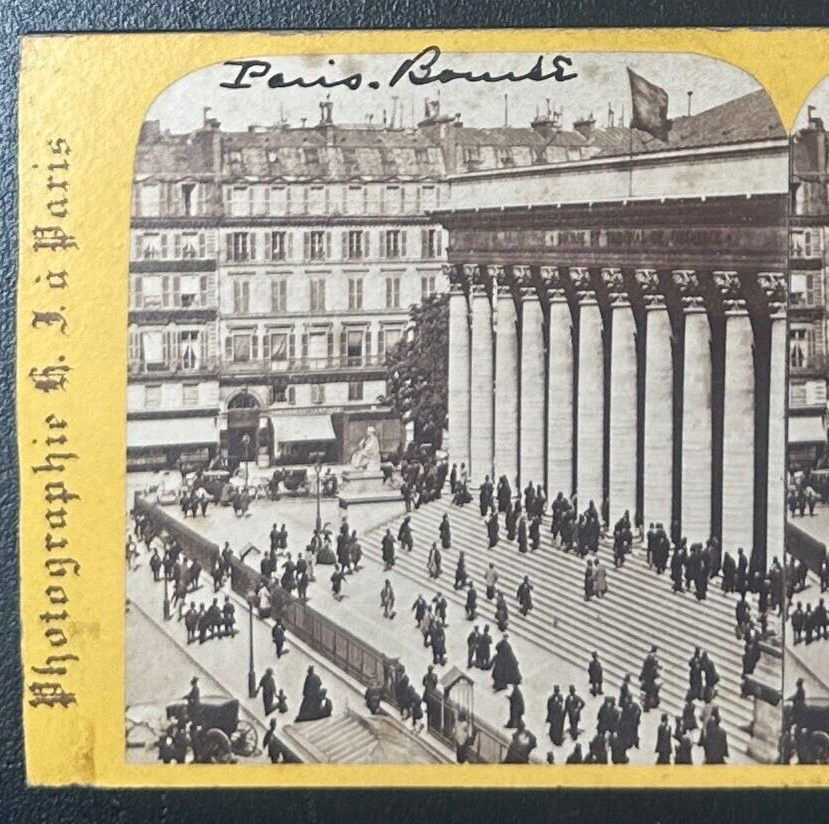 Paris. Bourse
Photographie H. J. à Paris